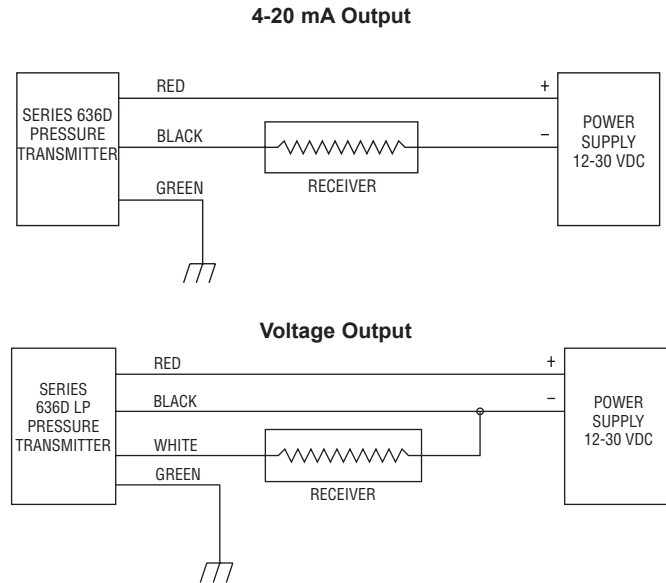 4-20 mA Output
RED
+
SERIES 636D
PRESSURE
TRANSMITTER
BLACK
−
POWER
SUPPLY
12-30 VDC
RECEIVER
GREEN
Voltage Output
RED
+
SERIES
636D LP
PRESSURE
TRANSMITTER
BLACK
−
POWER
SUPPLY
12-30 VDC
WHITE
GREEN
RECEIVER